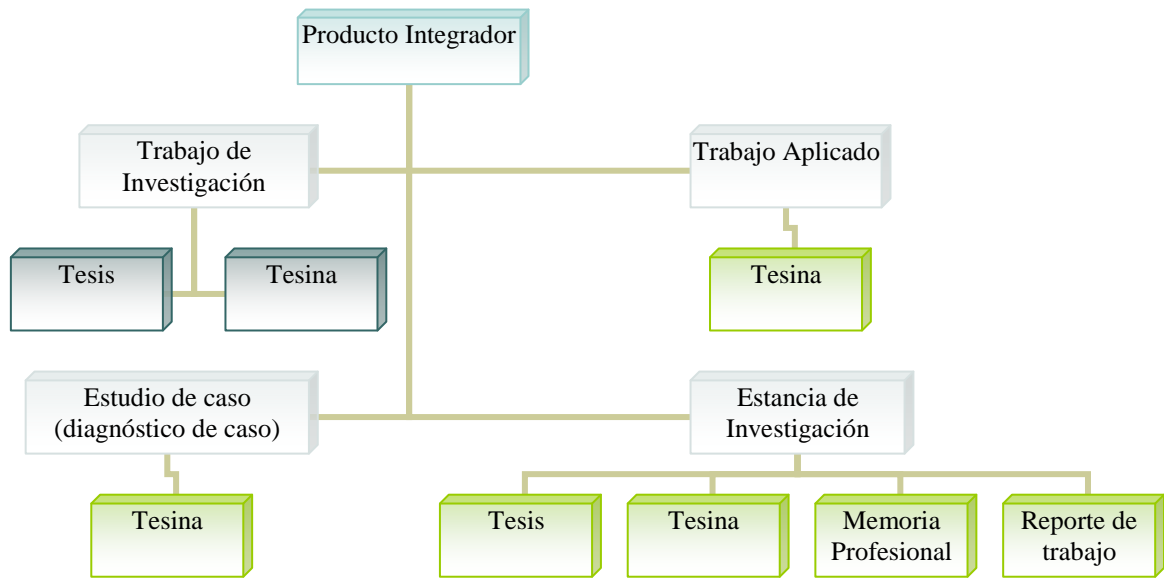 Producto Integrador
Trabajo de
Investigación
Trabajo Aplicado
Tesis
Tesina
Tesina
Estudio de caso
(diagnóstico de caso)
Estancia de
Investigación
Tesina
Tesis
Tesina
Memoria
Profesional
Reporte de
trabajo